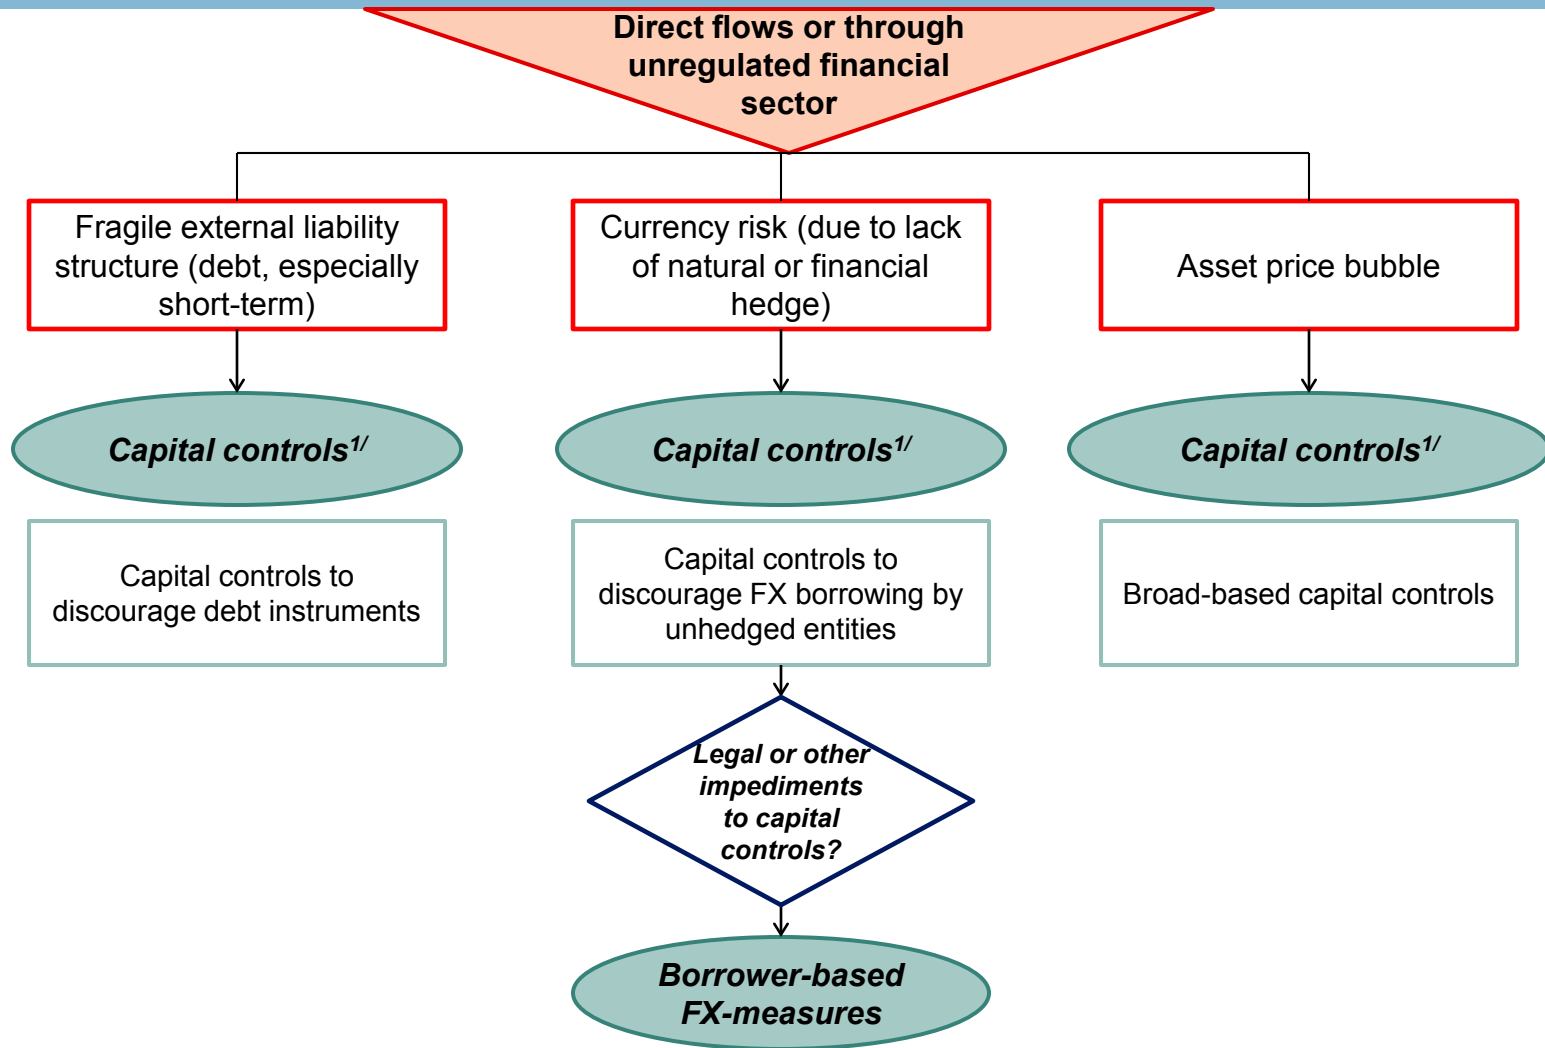 Direct flows or through
unregulated financial
sector
Fragile external liability
structure (debt, especially
short-term)
Currency risk (due to lack
of natural or financial
hedge)
Asset price bubble
Capital controls1/
Capital controls1/
Capital controls1/
Capital controls to
discourage debt instruments
Capital controls to
discourage FX borrowing by
unhedged entities
Broad-based capital controls
Legal or other
impediments
to capital
controls?
Borrower-based
FX-measures